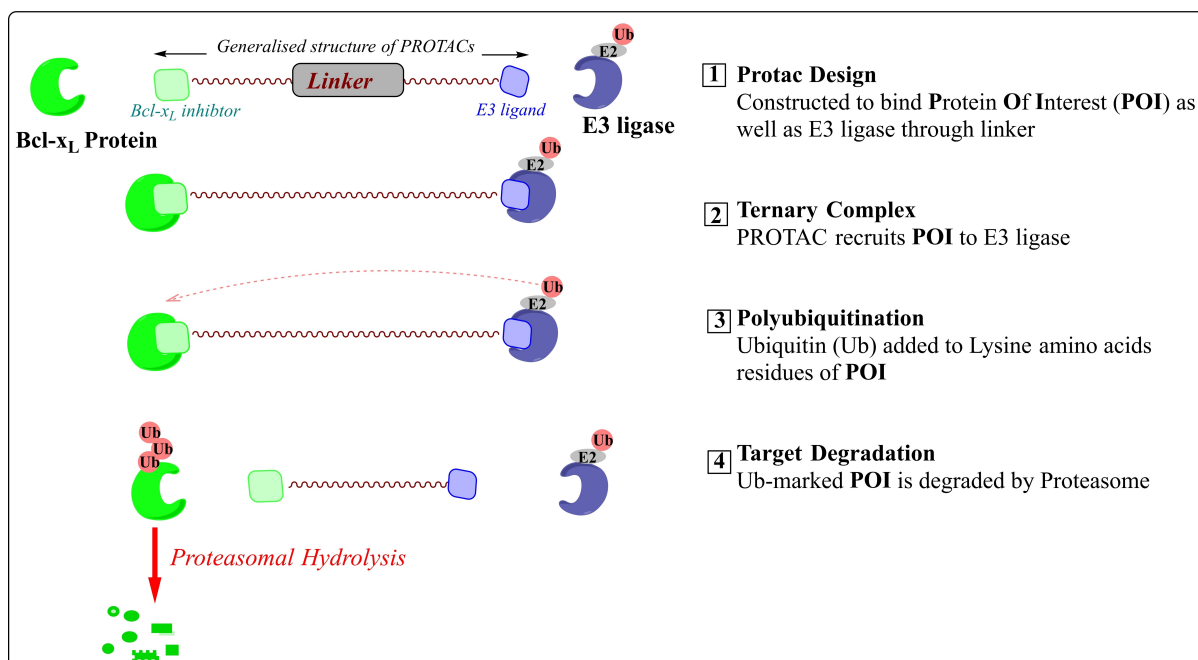 Generalised structure of PROTACs
Ub
E2
Linker
Bcl-xL inhibtor
E3 ligand
Bcl-xL Protein
E3 ligase
1 Protac Design
Constructed to bind Protein Of Interest (POI) as
well as E3 ligase through linker
Ub
E2
2 Ternary Complex
PROTAC recruits POI to E3 ligase
Ub
E2
3 Polyubiquitination
Ubiquitin (Ub) added to Lysine amino acids
residues of POI
Ub
Ub
Ub
Ub
E2
4 Target Degradation
Ub-marked POI is degraded by Proteasome
Proteasomal Hydrolysis